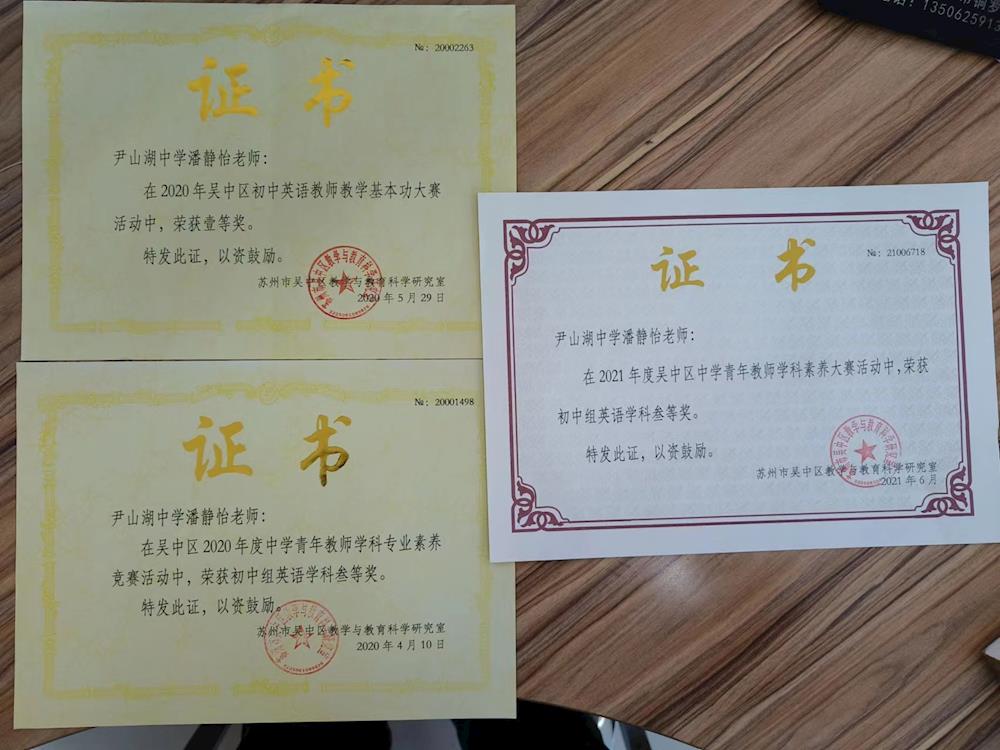 №: 20002263
证 书
尹山湖中学潘静怡老师:
在2020年吴中区初中英语教师教学基本功大赛
活动中，荣获壹等奖。
特发此证，以资鼓励。
苏州市吴中区教学与教育科学研究室
2020年5月29日
№: 20001498
证 书
尹山湖中学潘静怡老师:
在吴中区2020年度中学青年教师学科专业素养
竞赛活动中，荣获初中组英语学科叁等奖。
特发此证，以资鼓励。
苏州市吴中区教学与教育科学研究室
2020年4月10日
№: 21006718
证 书
尹山湖中学潘静怡老师:
在2021年度吴中区中学青年教师学科素养大赛活动中，荣获
初中组英语学科叁等奖。
特发此证，以资鼓励。
苏州市吴中区教学与教育科学研究室
2021年6月